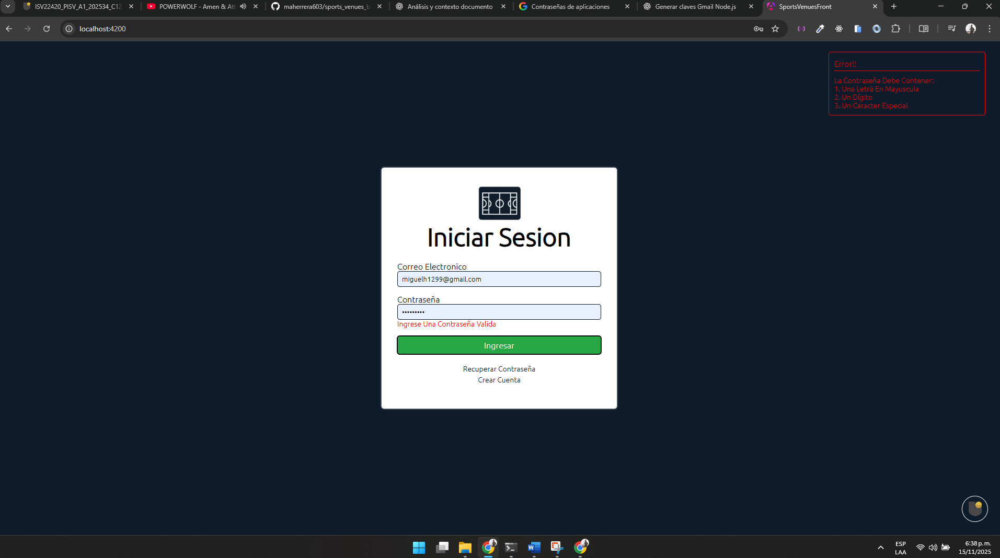 ISV22420_PISV_A1_202534_C12
POWERWOLF - Amen & Att
maherrera603/sports_venues_b
Análisis y contexto documento
Contraseñas de aplicaciones
Generar claves Gmail Node.js
SportsVenuesFront
localhost:4200
Error!!
La Contraseña Debe Contener:
1. Una Letra En Mayuscula
2. Un Digito
3. Un Caracter Especial
Iniciar Sesion
Correo Electronico
miguelh1299@gmail.com
Contraseña
•••••••••
Ingrese Una Contraseña Valida
Ingresar
Recuperar Contraseña
Crear Cuenta
ESP
LAA
6:38 p. m.
15/11/2025